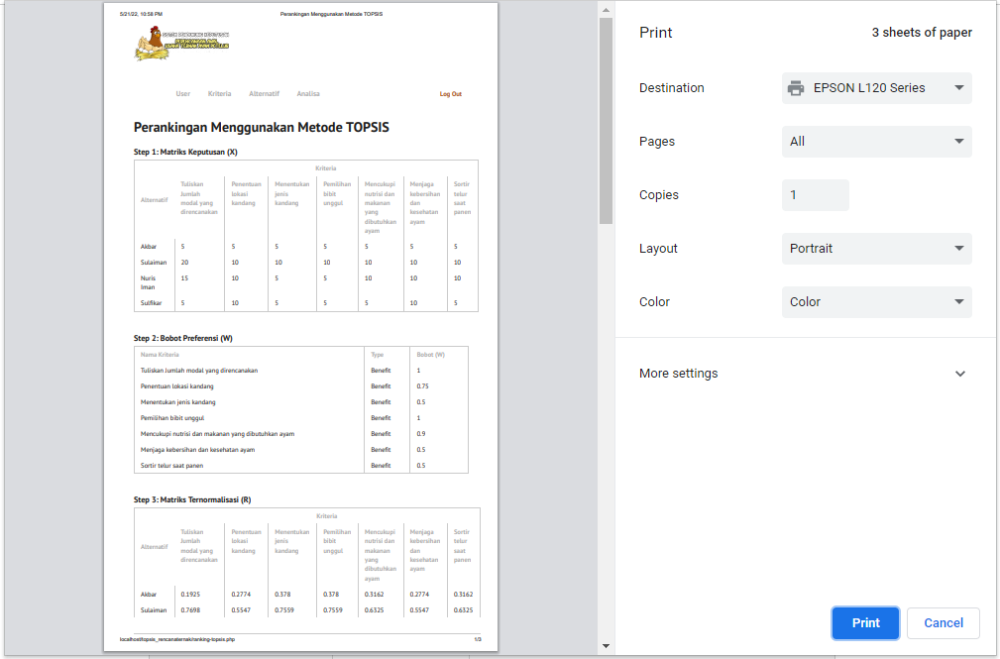 5/21/22, 10:58 PM Perankingan Menggunakan Metode TOPSIS
User Kriteria Alternatif Analisa Log Out
Perankingan Menggunakan Metode TOPSIS
Step 1: Matriks Keputusan (X)
Kriteria
Alternatif
Tuliskan Jumlah modal yang direncanakan
Penentuan lokasi kandang
Menentukan jenis kandang
Pemilihan bibit unggul
Mencukupi nutrisi dan makanan yang dibutuhkan ayam
Menjaga kebersihan dan kesehatan ayam
Sortir telur saat panen
Akbar 5 5 5 5 5 5 5
Sulaiman 20 10 10 10 10 10 10
Nuris Iman 15 10 5 5 10 10 10
Sulfikar 5 10 5 5 5 10 5
Step 2: Bobot Preferensi (W)
Nama Kriteria Type Bobot (W)
Tuliskan Jumlah modal yang direncanakan Benefit 1
Penentuan lokasi kandang Benefit 0.75
Menentukan jenis kandang Benefit 0.5
Pemilihan bibit unggul Benefit 1
Mencukupi nutrisi dan makanan yang dibutuhkan ayam Benefit 0.9
Menjaga kebersihan dan kesehatan ayam Benefit 0.5
Sortir telur saat panen Benefit 0.5
Step 3: Matriks Ternormalisasi (R)
Kriteria
Alternatif
Tuliskan Jumlah modal yang direncanakan
Penentuan lokasi kandang
Menentukan jenis kandang
Pemilihan bibit unggul
Mencukupi nutrisi dan makanan yang dibutuhkan ayam
Menjaga kebersihan dan kesehatan ayam
Sortir telur saat panen
Akbar 0.1925 0.2774 0.378 0.378 0.3162 0.2774 0.3162
Sulaiman 0.7698 0.5547 0.7559 0.7559 0.6325 0.5547 0.6325
localhost/topsis_rencanaternak/ranking-topsis.php 1/3
Print 3 sheets of paper
Destination EPSON L120 Series
Pages All
Copies 1
Layout Portrait
Color Color
More settings
Print Cancel